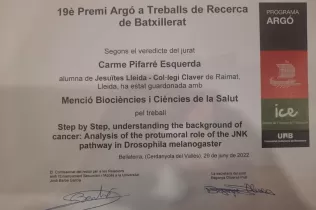 19è Premi Argó a Treballs de Recerca
de Batxillerat
Segons el veredicte del jurat
Carme Pifarré Esquerda
alumna de Jesuïtes Lleida - Col·legi Claver de Raimat,
Lleida, ha estat guardonada amb
Menció Biociències i Ciències de la Salut
pel treball
Step by Step, understanding the background of
cancer: Analysis of the protumoral role of the JNK
pathway in Drosophila melanogaster
Bellaterra, (Cerdanyola del Vallès), 29 de juny de 2022
PROGRAMA
ARGÓ
ice
UAB